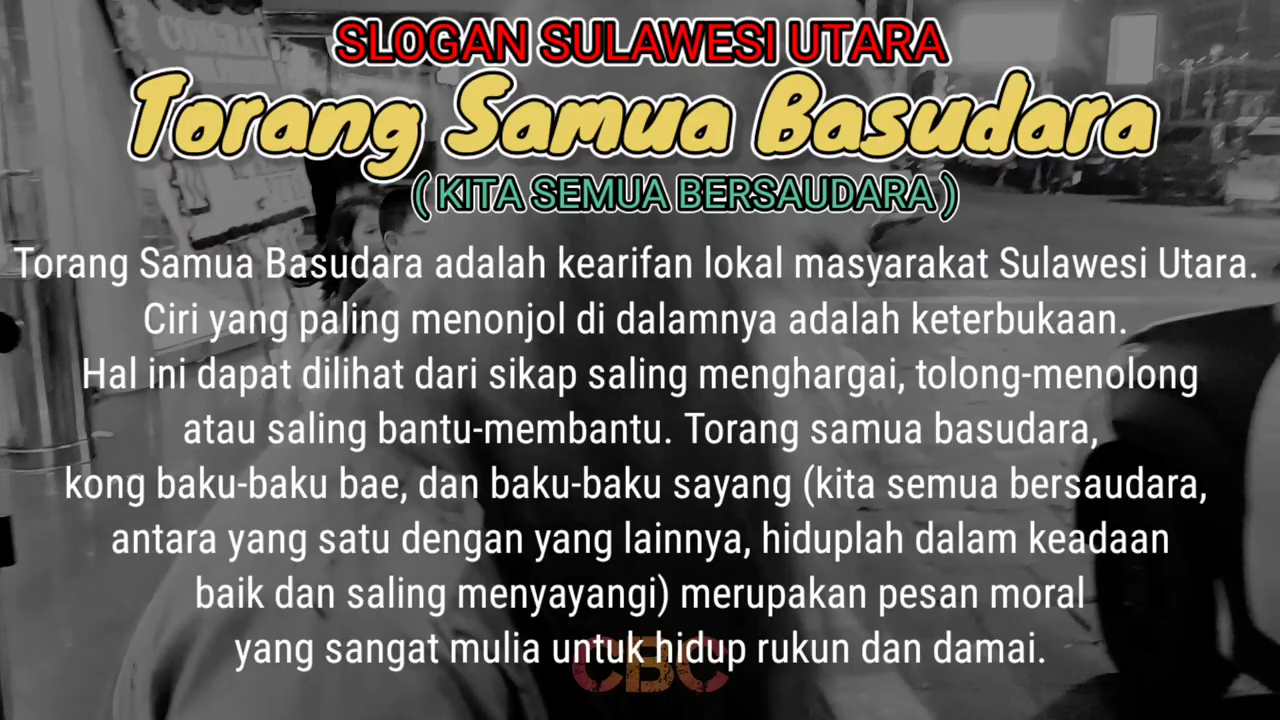 SLOGAN SULAWESI UTARA
Torang Samua Basudara
( KITA SEMUA BERSAUDARA )
Torang Samua Basudara adalah kearifan lokal masyarakat Sulawesi Utara.
Ciri yang paling menonjol di dalamnya adalah keterbukaan.
Hal ini dapat dilihat dari sikap saling menghargai, tolong-menolong
atau saling bantu-membantu. Torang samua basudara,
kong baku-baku bae, dan baku-baku sayang (kita semua bersaudara,
antara yang satu dengan yang lainnya, hiduplah dalam keadaan
baik dan saling menyayangi) merupakan pesan moral
yang sangat mulia untuk hidup rukun dan damai.
CBC